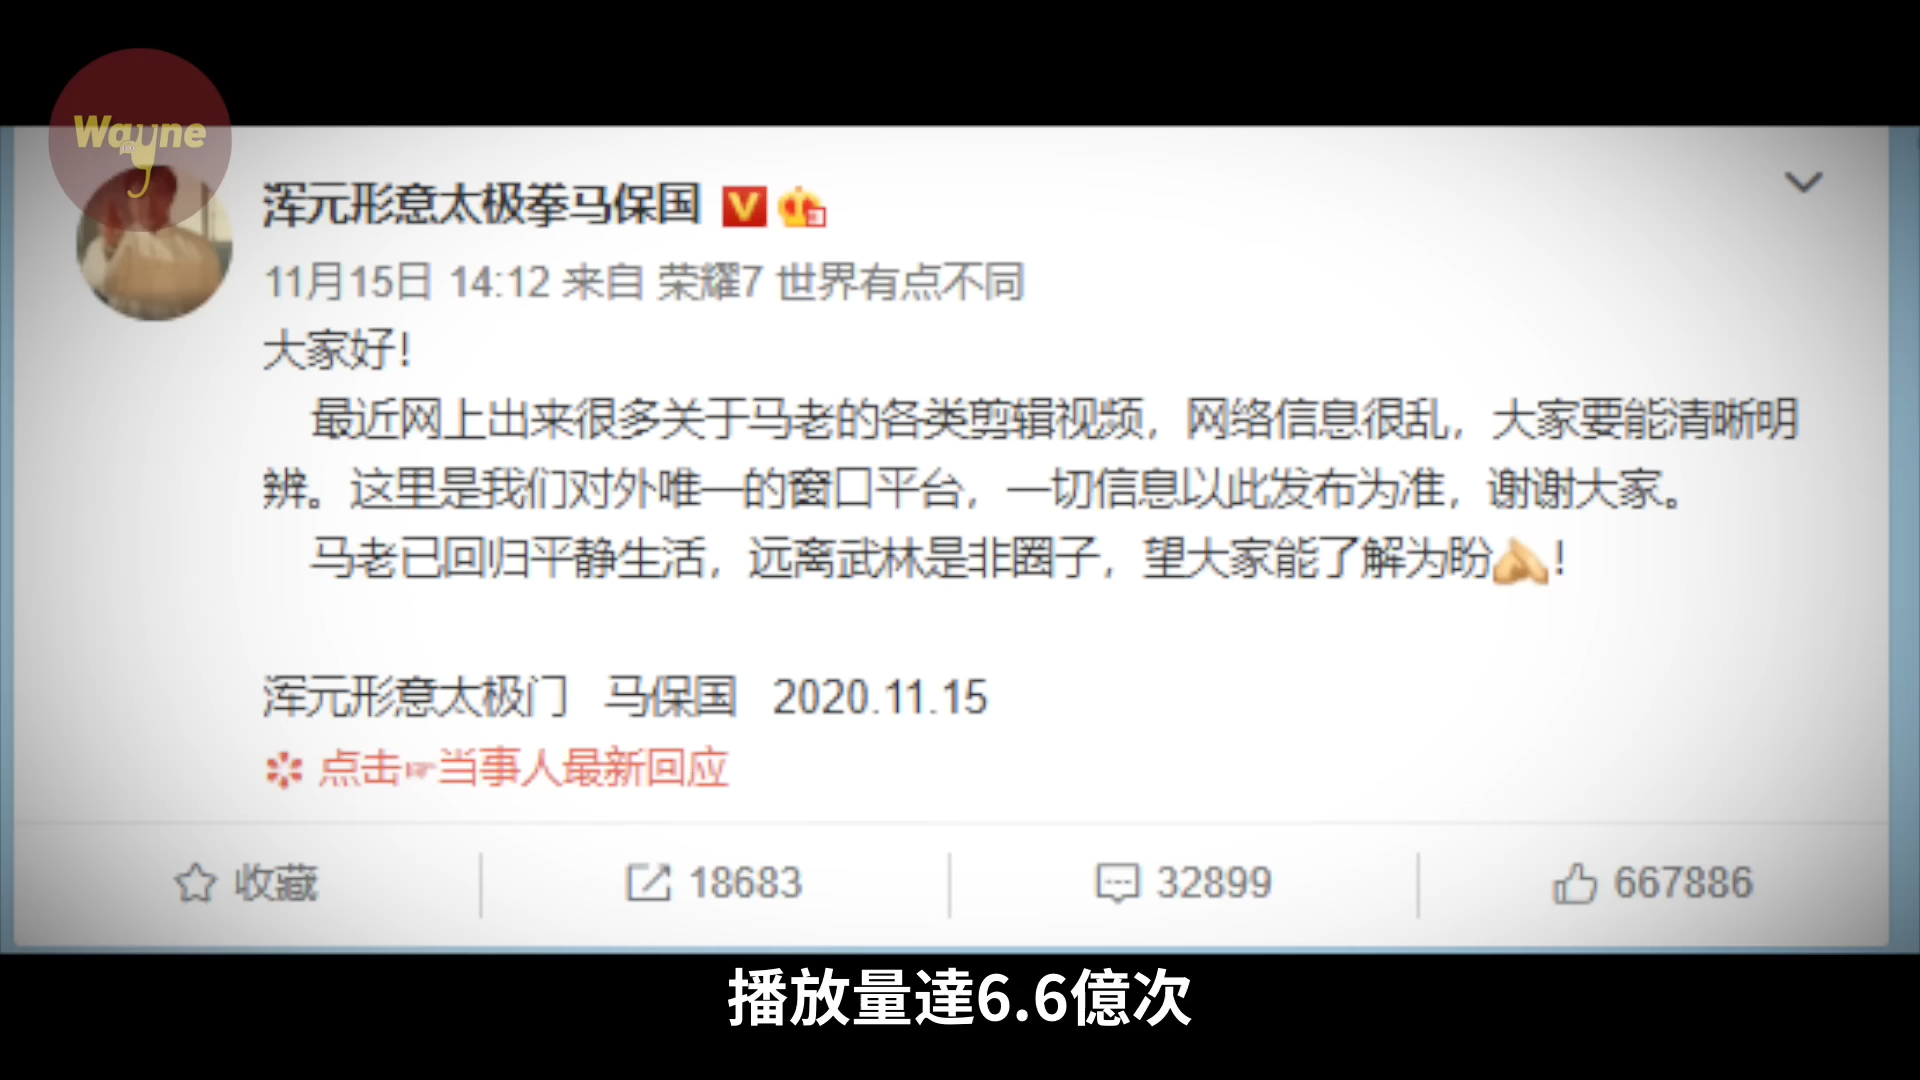 Wayne
浑元形意太极拳马保国
11月15日 14:12 来自 荣耀7 世界有点不同
大家好！
最近网上出来很多关于马老的各类剪辑视频，网络信息很乱，大家要能清晰明
辨。这里是我们对外唯一的窗口平台，一切信息以此发布为准，谢谢大家。
马老已回归平静生活，远离武林是非圈子，望大家能了解为盼🙏！
浑元形意太极门 马保国 2020.11.15
点击☞当事人最新回应
收藏 18683 32899 667886
播放量達6.6億次